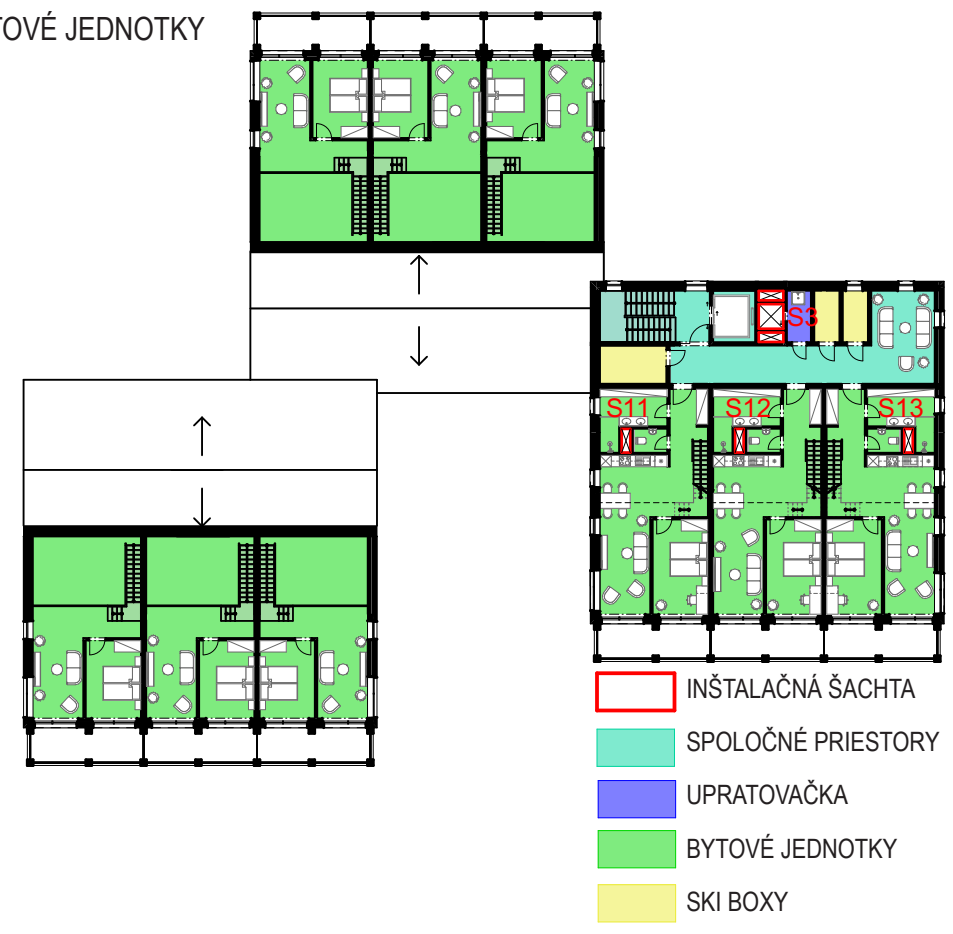 TOVÉ JEDNOTKY
S3
S11 S12 S13
INŠTALAČNÁ ŠACHTA
SPOLOČNÉ PRIESTORY
UPRATOVAČKA
BYTOVÉ JEDNOTKY
SKI BOXY